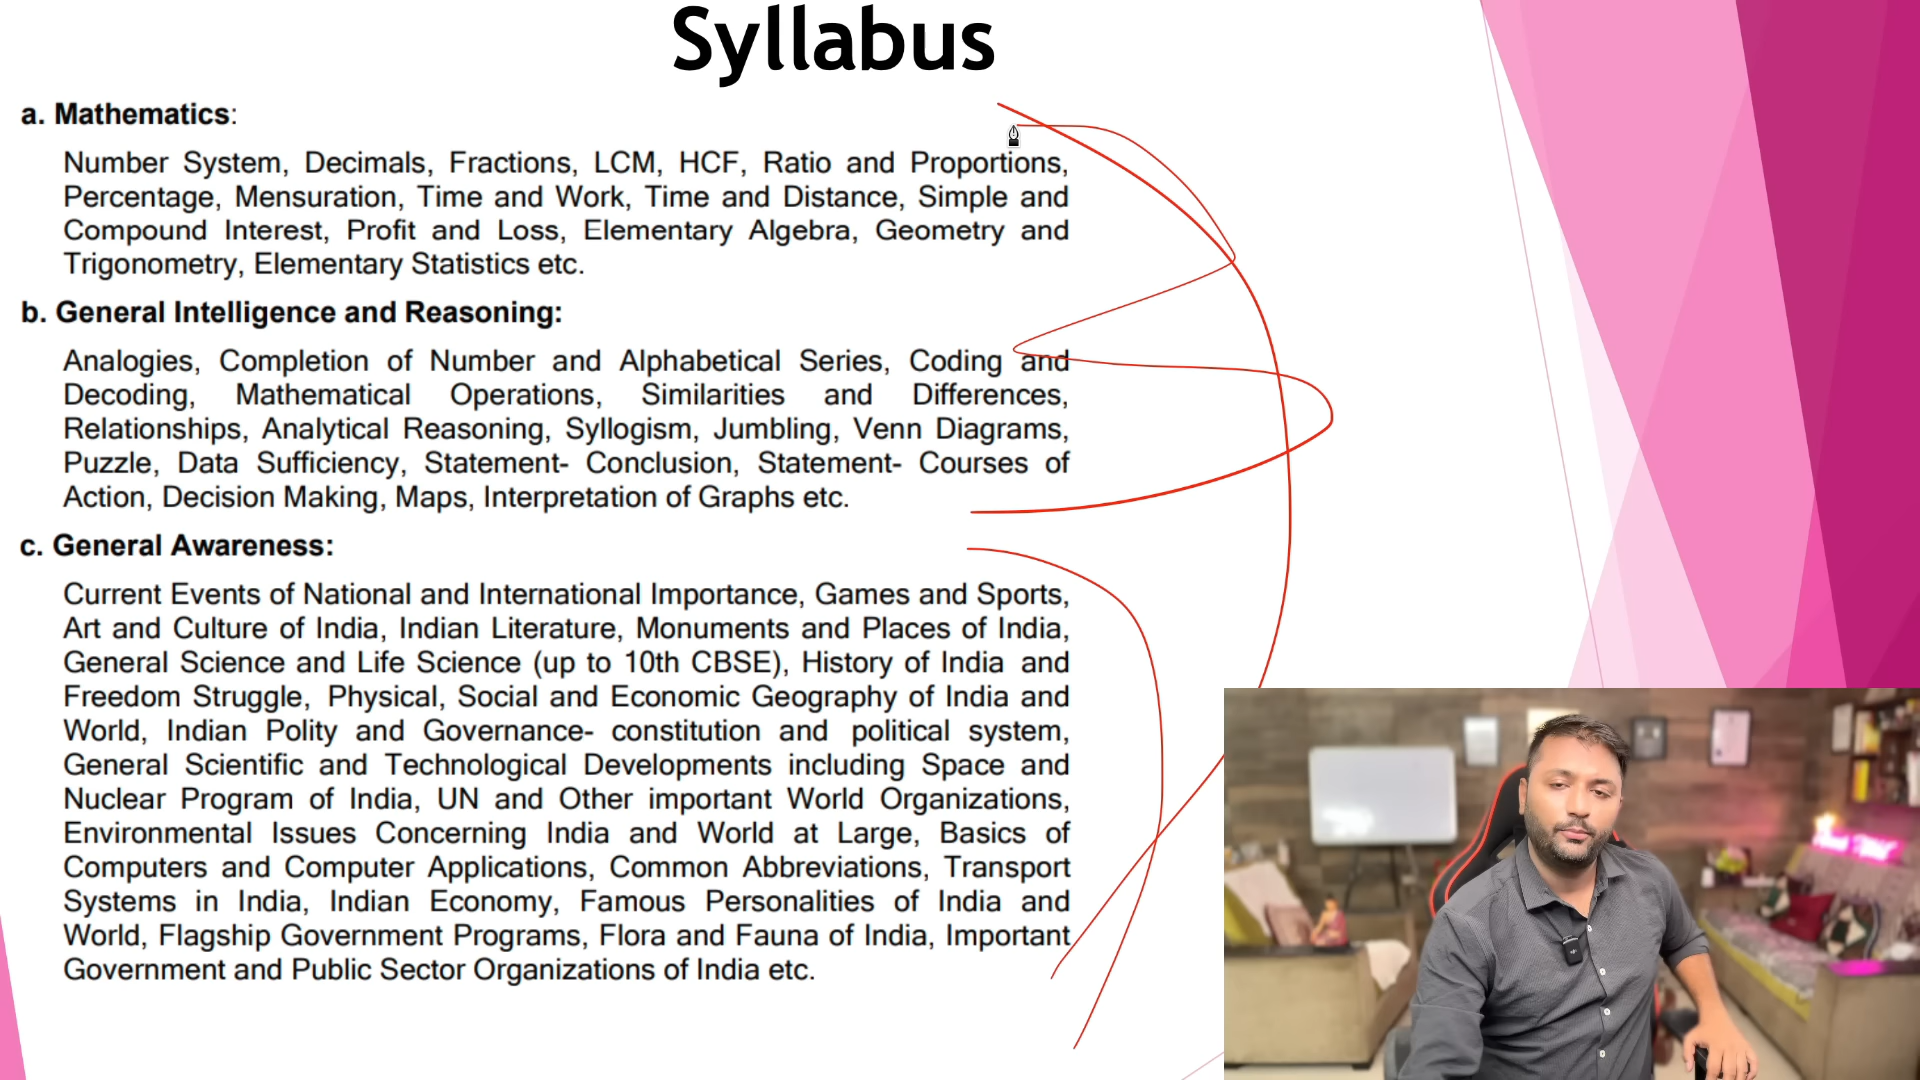 Syllabus
a. Mathematics:
Number System, Decimals, Fractions, LCM, HCF, Ratio and Proportions,
Percentage, Mensuration, Time and Work, Time and Distance, Simple and
Compound Interest, Profit and Loss, Elementary Algebra, Geometry and
Trigonometry, Elementary Statistics etc.
b. General Intelligence and Reasoning:
Analogies, Completion of Number and Alphabetical Series, Coding and
Decoding, Mathematical Operations, Similarities and Differences,
Relationships, Analytical Reasoning, Syllogism, Jumbling, Venn Diagrams,
Puzzle, Data Sufficiency, Statement- Conclusion, Statement- Courses of
Action, Decision Making, Maps, Interpretation of Graphs etc.
c. General Awareness:
Current Events of National and International Importance, Games and Sports,
Art and Culture of India, Indian Literature, Monuments and Places of India,
General Science and Life Science (up to 10th CBSE), History of India and
Freedom Struggle, Physical, Social and Economic Geography of India and
World, Indian Polity and Governance- constitution and political system,
General Scientific and Technological Developments including Space and
Nuclear Program of India, UN and Other important World Organizations,
Environmental Issues Concerning India and World at Large, Basics of
Computers and Computer Applications, Common Abbreviations, Transport
Systems in India, Indian Economy, Famous Personalities of India and
World, Flagship Government Programs, Flora and Fauna of India, Important
Government and Public Sector Organizations of India etc.